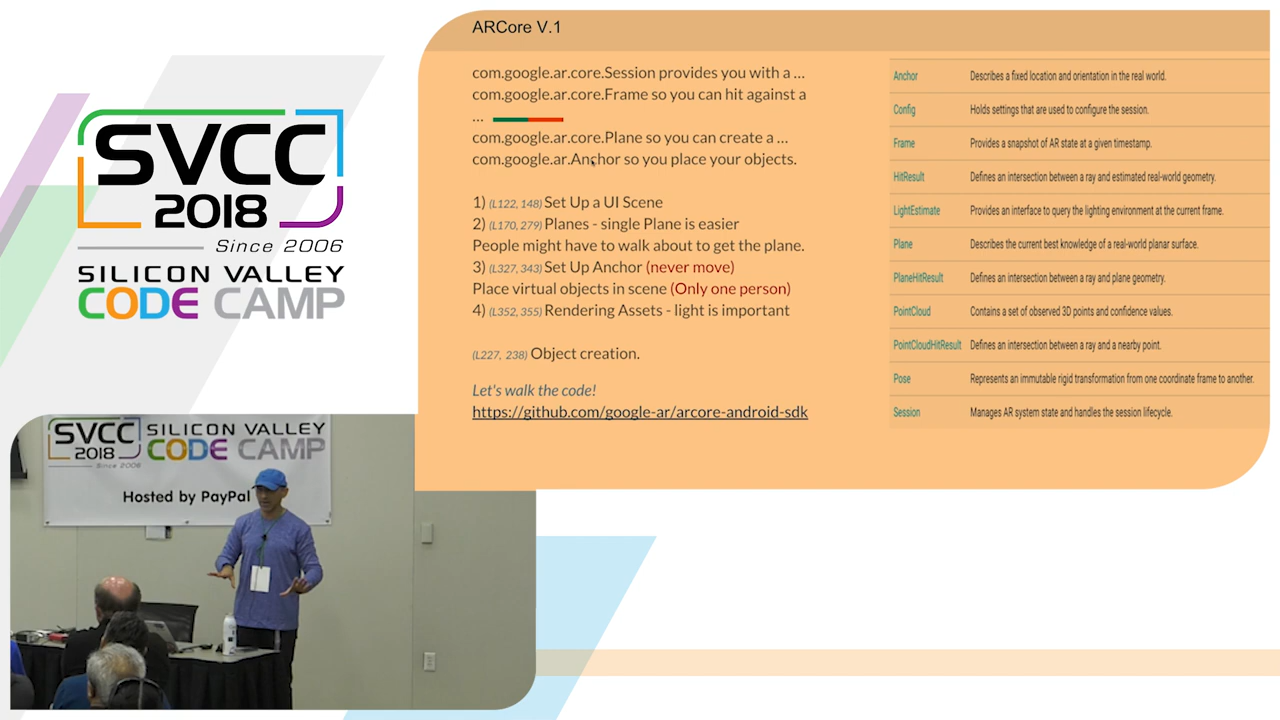 SVCC
2018
Since 2006
SILICON VALLEY
CODE CAMP
ARCore V.1
com.google.ar.core.Session provides you with a ...
com.google.ar.core.Frame so you can hit against a
...
com.google.ar.core.Plane so you can create a ...
com.google.ar.Anchor so you place your objects.
1) (L122, 148) Set Up a UI Scene
2) (L170, 279) Planes - single Plane is easier
People might have to walk about to get the plane.
3) (L327, 343) Set Up Anchor (never move)
Place virtual objects in scene (Only one person)
4) (L352, 355) Rendering Assets - light is important
(L227, 238) Object creation.
Let's walk the code!
https://github.com/google-ar/arcore-android-sdk
Anchor Describes a fixed location and orientation in the real world.
Config Holds settings that are used to configure the session.
Frame Provides a snapshot of AR state at a given timestamp.
HitResult Defines an intersection between a ray and estimated real-world geometry.
LightEstimate Provides an interface to query the lighting environment at the current frame.
Plane Describes the current best knowledge of a real-world planar surface.
PlaneHitResult Defines an intersection between a ray and plane geometry.
PointCloud Contains a set of observed 3D points and confidence values.
PointCloudHitResult Defines an intersection between a ray and a nearby point.
Pose Represents an immutable rigid transformation from one coordinate frame to another.
Session Manages AR system state and handles the session lifecycle.
SVCC
2018
Since 2006
SILICON VALLEY
CODE CAMP
Hosted by PayPal